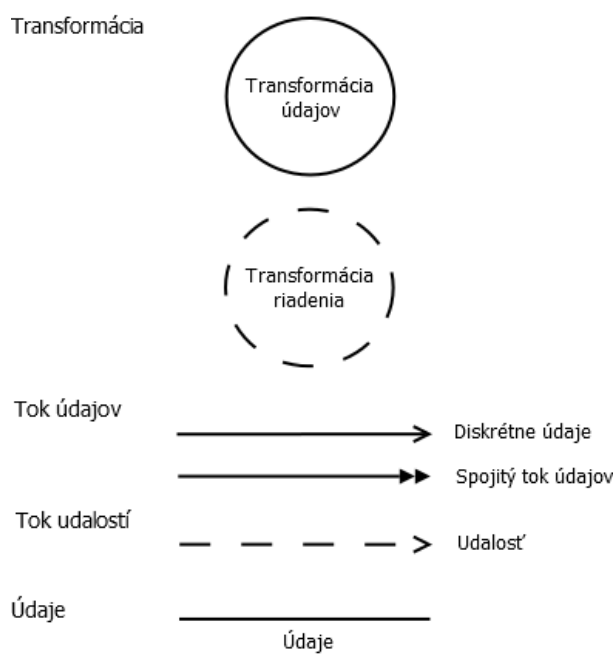 Transformácia
Transformácia
údajov
Transformácia
riadenia
Tok údajov
Diskrétne údaje
Spojitý tok údajov
Tok udalostí
Udalosť
Údaje
Údaje